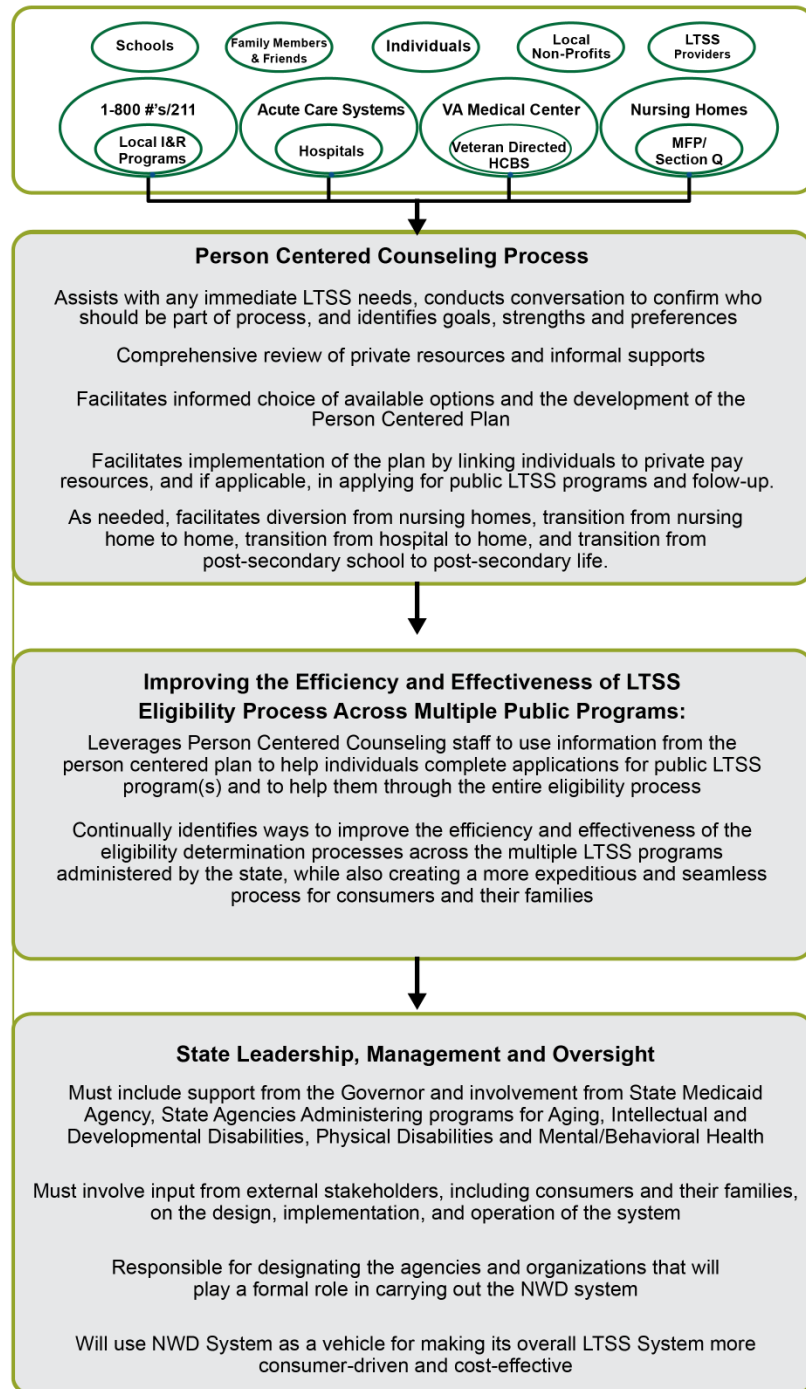 Schools
Family Members
& Friends
Individuals
Local
Non-Profits
LTSS
Providers
1-800 #'s/211
Local I&R
Programs
Acute Care Systems
Hospitals
VA Medical Center
Veteran Directed
HCBS
Nursing Homes
MFP/
Section Q
Person Centered Counseling Process
Assists with any immediate LTSS needs, conducts conversation to confirm who
should be part of process, and identifies goals, strengths and preferences
Comprehensive review of private resources and informal supports
Facilitates informed choice of available options and the development of the
Person Centered Plan
Facilitates implementation of the plan by linking individuals to private pay
resources, and if applicable, in applying for public LTSS programs and folow-up.
As needed, facilitates diversion from nursing homes, transition from nursing
home to home, transition from hospital to home, and transition from
post-secondary school to post-secondary life.
Improving the Efficiency and Effectiveness of LTSS
Eligibility Process Across Multiple Public Programs:
Leverages Person Centered Counseling staff to use information from the
person centered plan to help individuals complete applications for public LTSS
program(s) and to help them through the entire eligibility process
Continually identifies ways to improve the efficiency and effectiveness of the
eligibility determination processes across the multiple LTSS programs
administered by the state, while also creating a more expeditious and seamless
process for consumers and their families
State Leadership, Management and Oversight
Must include support from the Governor and involvement from State Medicaid
Agency, State Agencies Administering programs for Aging, Intellectual and
Developmental Disabilities, Physical Disabilities and Mental/Behavioral Health
Must involve input from external stakeholders, including consumers and their families,
on the design, implementation, and operation of the system
Responsible for designating the agencies and organizations that will
play a formal role in carrying out the NWD system
Will use NWD System as a vehicle for making its overall LTSS System more
consumer-driven and cost-effective